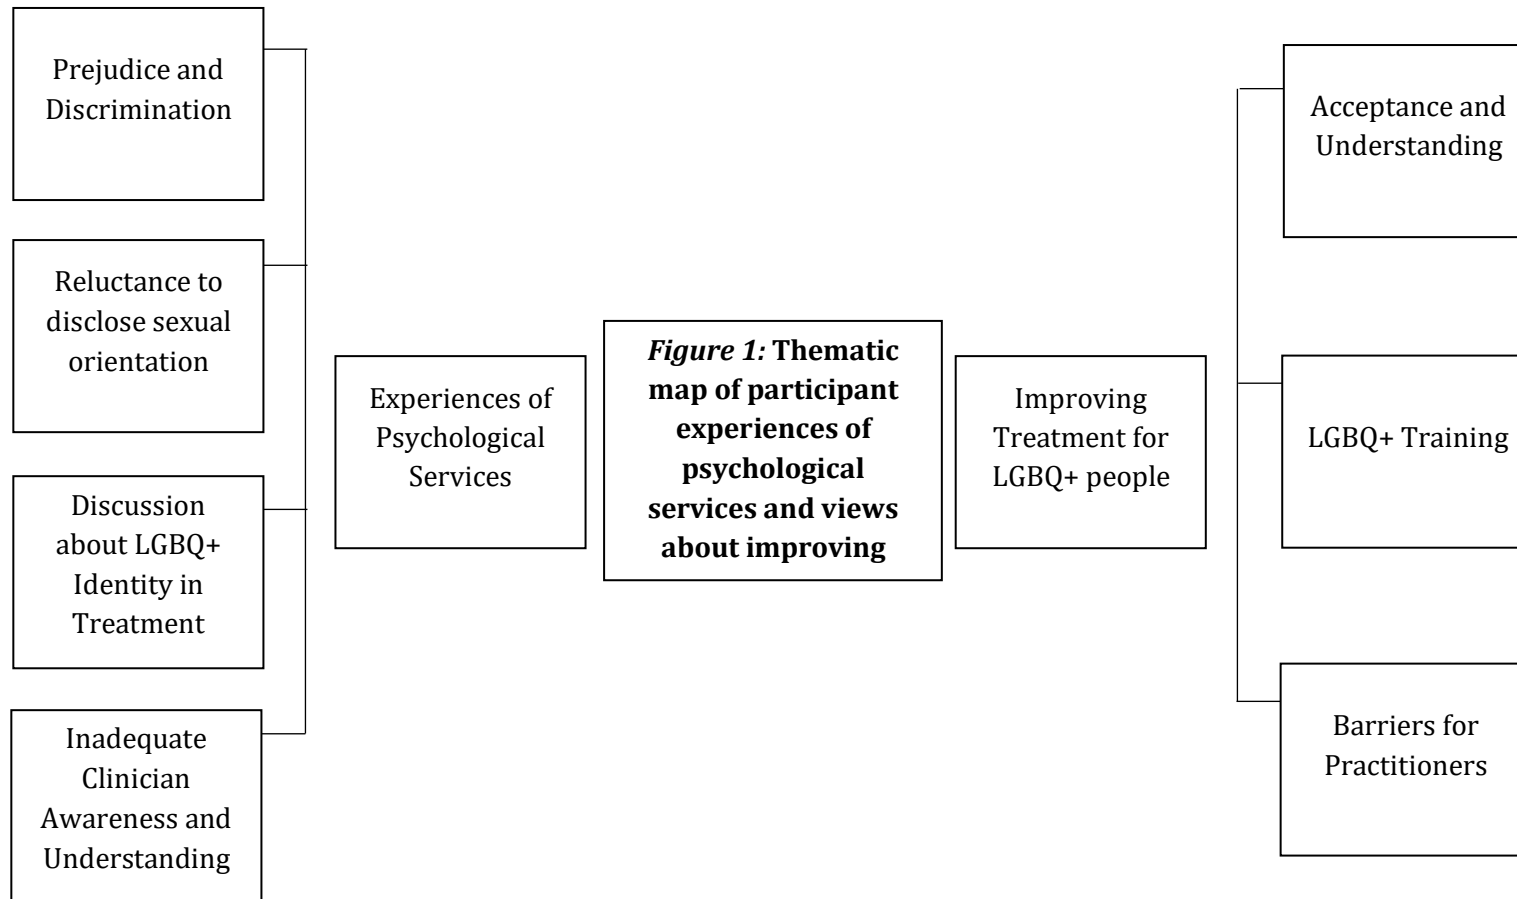 Prejudice and
Discrimination
Reluctance to
disclose sexual
orientation
Discussion
about LGBQ+
Identity in
Treatment
Inadequate
Clinician
Awareness and
Understanding
Experiences of
Psychological
Services
Figure 1: Thematic
map of participant
experiences of
psychological
services and views
about improving
Improving
Treatment for
LGBQ+ people
Acceptance and
Understanding
LGBQ+ Training
Barriers for
Practitioners